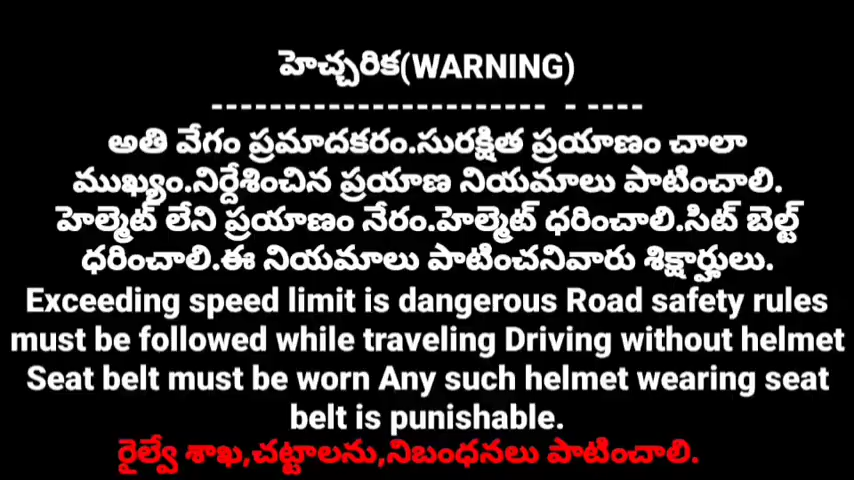 హెచ్చరిక(WARNING)
----------------------- - ----
అతి వేగం ప్రమాదకరం.సురక్షిత ప్రయాణం చాలా
ముఖ్యం.నిర్దేశించిన ప్రయాణ నియమాలు పాటించాలి.
హెల్మెట్ లేని ప్రయాణం నేరం.హెల్మెట్ ధరించాలి.సిట్ బెల్ట్
ధరించాలి.ఈ నియమాలు పాటించనివారు శిక్షార్హులు.
Exceeding speed limit is dangerous Road safety rules
must be followed while traveling Driving without helmet
Seat belt must be worn Any such helmet wearing seat
belt is punishable.
రైల్వే శాఖ,చట్టాలను,నిబంధనలు పాటించాలి.